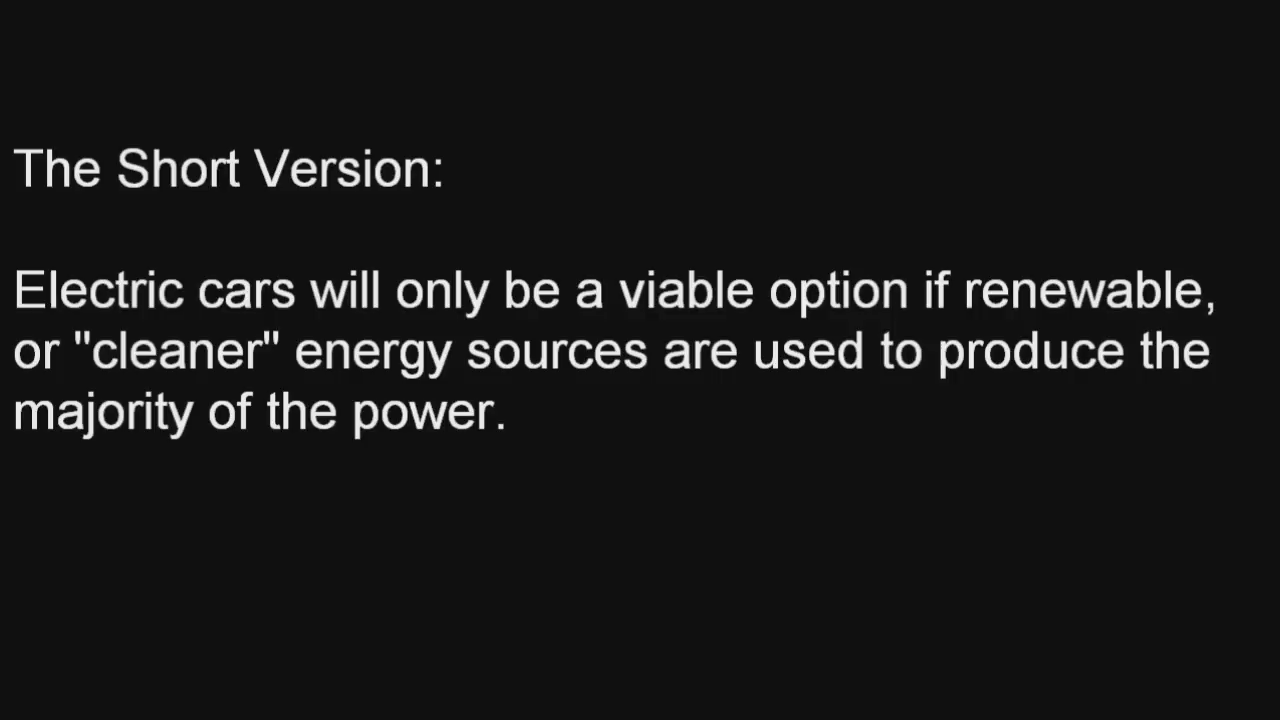 The Short Version:
Electric cars will only be a viable option if renewable,
or "cleaner" energy sources are used to produce the
majority of the power.